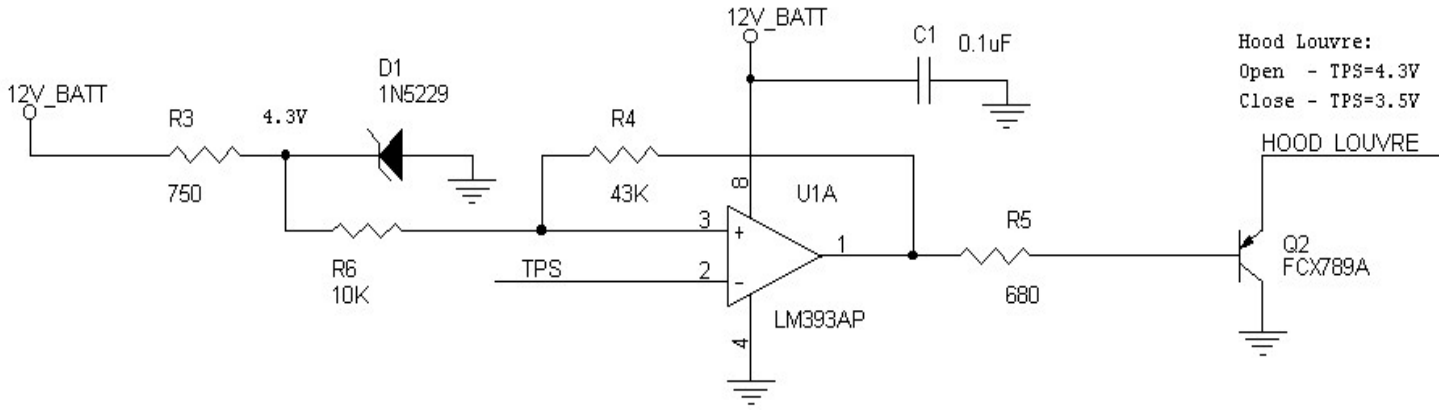 12V_BATT
C1
0.1uF
Hood Louvre:
Open - TPS=4.3V
Close - TPS=3.5V
D1
1N5229
12V_BATT
R3
4.3V
R4
HOOD LOUVRE
750
43K
8
U1A
3
+
1
R5
R6
10K
TPS
2
-
680
Q2
FCX789A
LM393AP
4